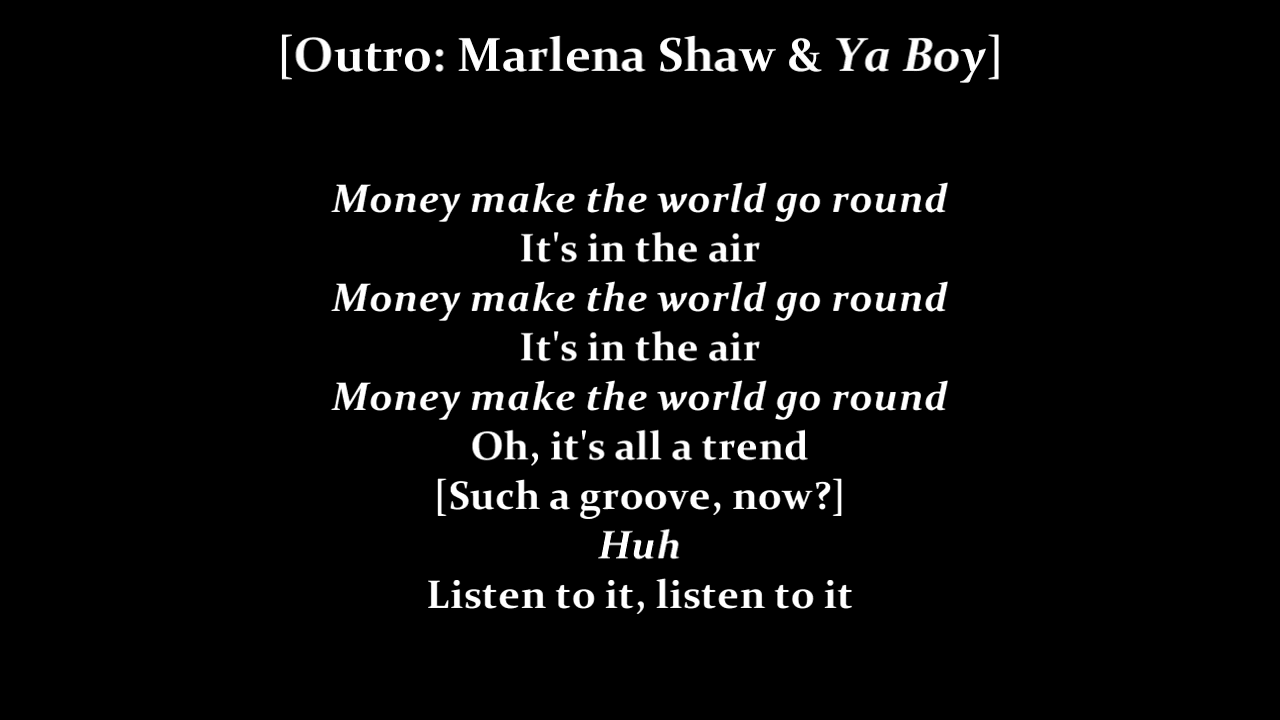 [Outro: Marlena Shaw & Ya Boy]
Money make the world go round
It's in the air
Money make the world go round
It's in the air
Money make the world go round
Oh, it's all a trend
[Such a groove, now?]
Huh
Listen to it, listen to it